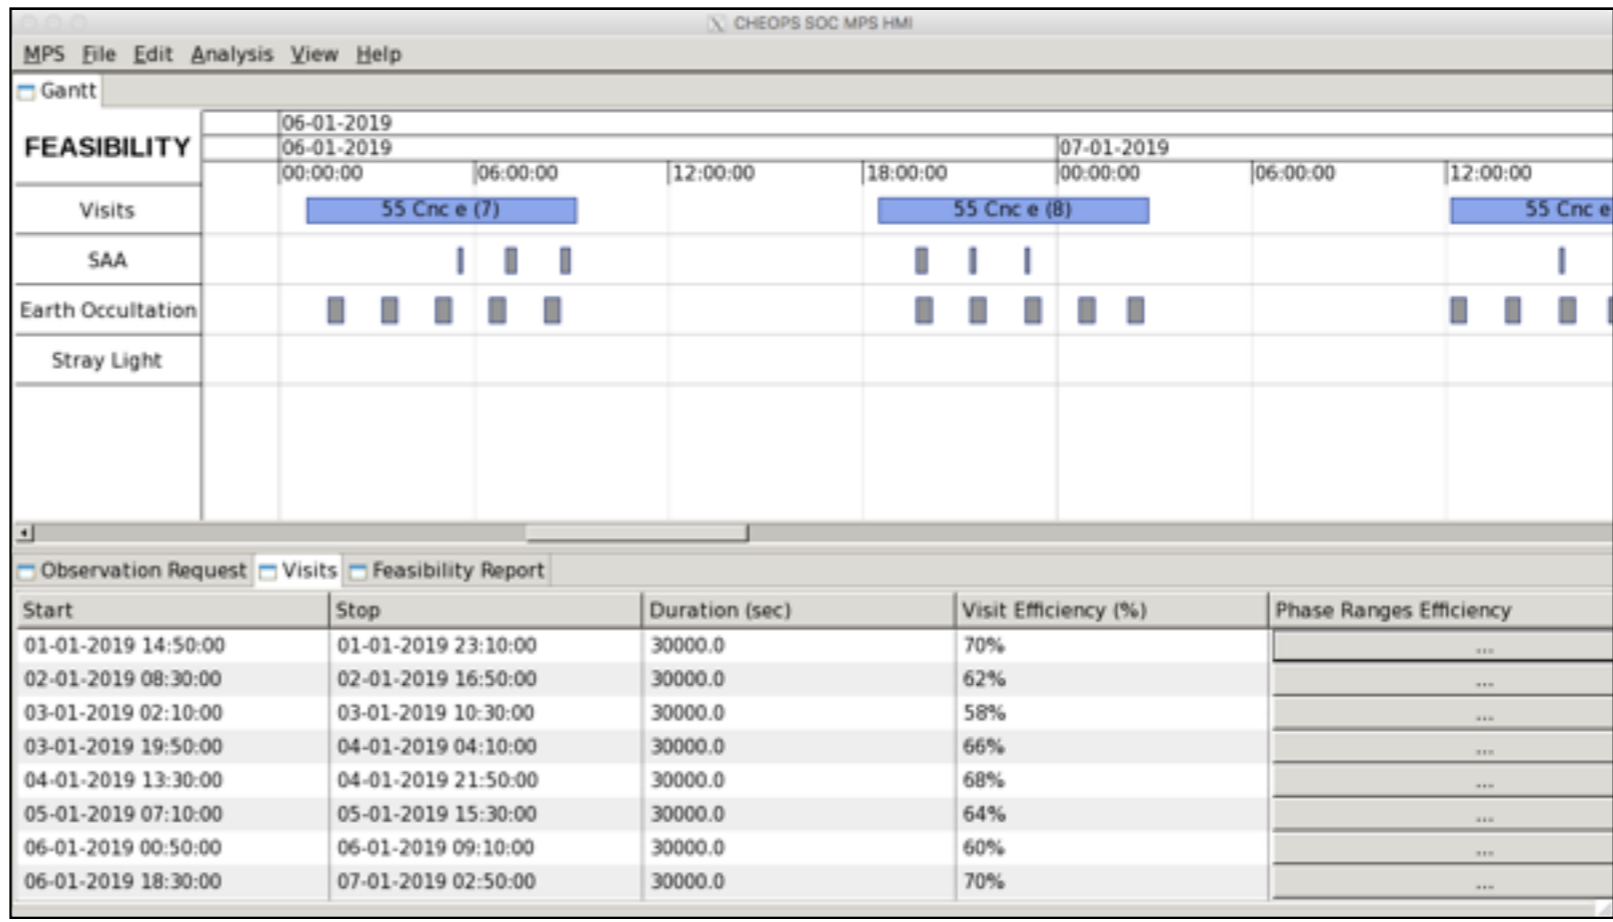 CHEOPS SOC MPS HMI
MPS File Edit Analysis View Help
Gantt
FEASIBILITY
06-01-2019
06-01-2019 07-01-2019
00:00:00 06:00:00 12:00:00 18:00:00 00:00:00 06:00:00 12:00:00
Visits 55 Cnc e (7) 55 Cnc e (8) 55 Cnc e
SAA
Earth Occultation
Stray Light
Observation Request Visits Feasibility Report
Start Stop Duration (sec) Visit Efficiency (%) Phase Ranges Efficiency
01-01-2019 14:50:00 01-01-2019 23:10:00 30000.0 70% ...
02-01-2019 08:30:00 02-01-2019 16:50:00 30000.0 62% ...
03-01-2019 02:10:00 03-01-2019 10:30:00 30000.0 58% ...
03-01-2019 19:50:00 04-01-2019 04:10:00 30000.0 66% ...
04-01-2019 13:30:00 04-01-2019 21:50:00 30000.0 68% ...
05-01-2019 07:10:00 05-01-2019 15:30:00 30000.0 64% ...
06-01-2019 00:50:00 06-01-2019 09:10:00 30000.0 60% ...
06-01-2019 18:30:00 07-01-2019 02:50:00 30000.0 70% ...